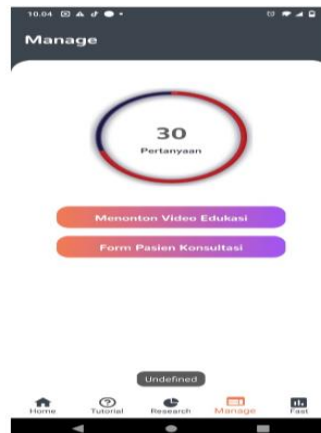 10.04
Manage
30
Pertanyaan
Menonton Video Edukasi
Form Pasien Konsultasi
Undefined
Home Tutorial Research Manage Fast